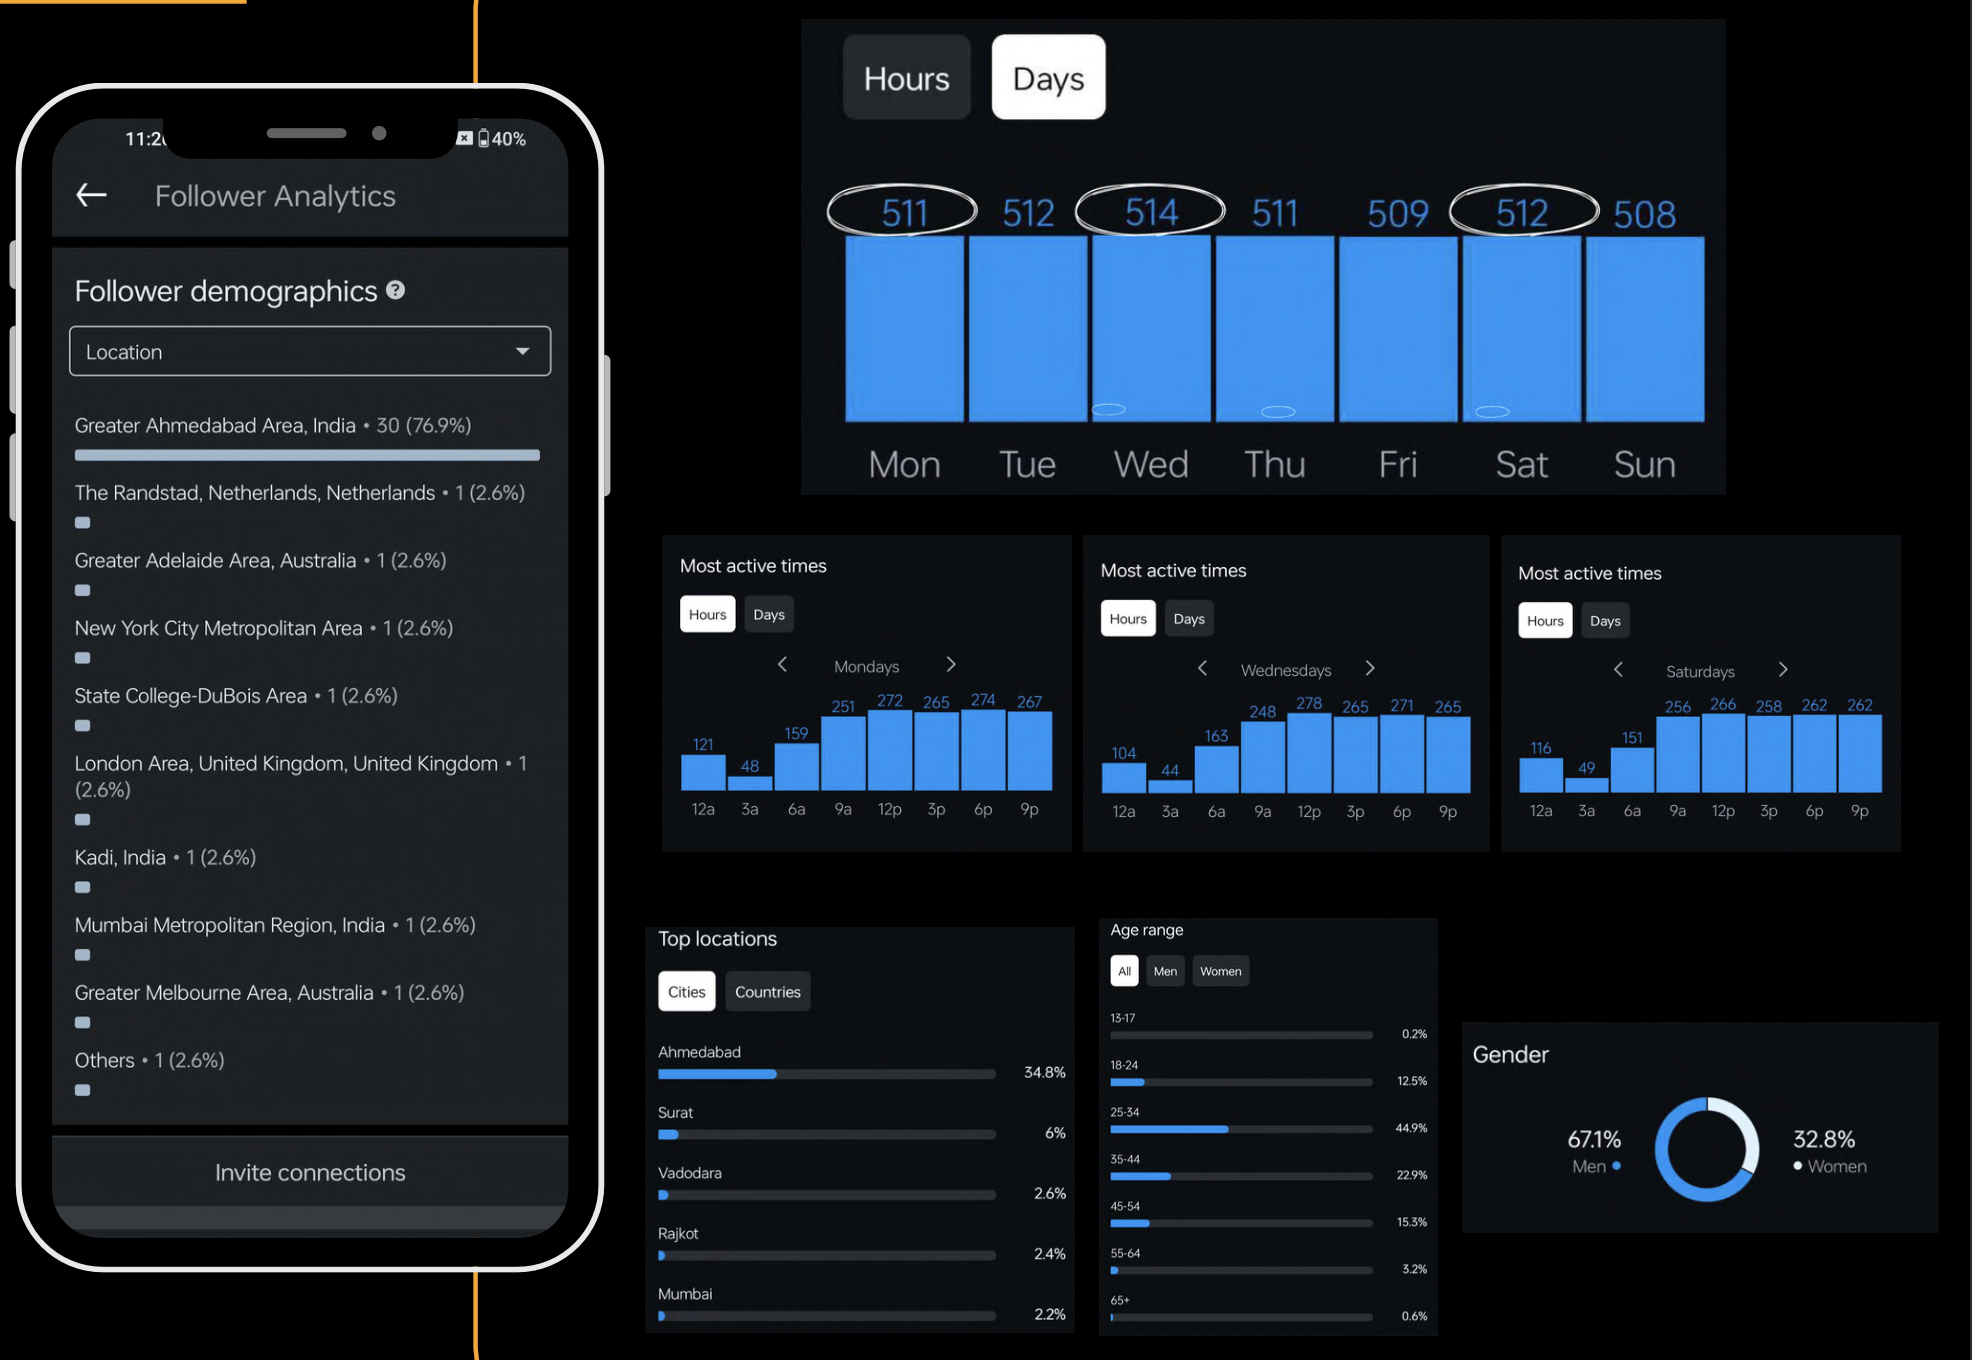 11:2
40%
Follower Analytics
Follower demographics ?
Location
Greater Ahmedabad Area, India • 30 (76.9%)
The Randstad, Netherlands, Netherlands • 1 (2.6%)
Greater Adelaide Area, Australia • 1 (2.6%)
New York City Metropolitan Area • 1 (2.6%)
State College-DuBois Area • 1 (2.6%)
London Area, United Kingdom, United Kingdom • 1
(2.6%)
Kadi, India • 1 (2.6%)
Mumbai Metropolitan Region, India • 1 (2.6%)
Greater Melbourne Area, Australia • 1 (2.6%)
Others • 1 (2.6%)
Invite connections
Hours Days
511 512 514 511 509 512 508
Mon Tue Wed Thu Fri Sat Sun
Most active times
Hours Days
Mondays
121 48 159 251 272 265 274 267
12a 3a 6a 9a 12p 3p 6p 9p
Most active times
Hours Days
Wednesdays
104 44 163 248 278 265 271 265
12a 3a 6a 9a 12p 3p 6p 9p
Most active times
Hours Days
Saturdays
116 49 151 256 266 258 262 262
12a 3a 6a 9a 12p 3p 6p 9p
Top locations
Cities Countries
Ahmedabad
34.8%
Surat
6%
Vadodara
2.6%
Rajkot
2.4%
Mumbai
2.2%
Age range
All Men Women
13-17
0.2%
18-24
12.5%
25-34
44.9%
35-44
22.9%
45-54
15.3%
55-64
3.2%
65+
0.6%
Gender
67.1% 32.8%
Men Women